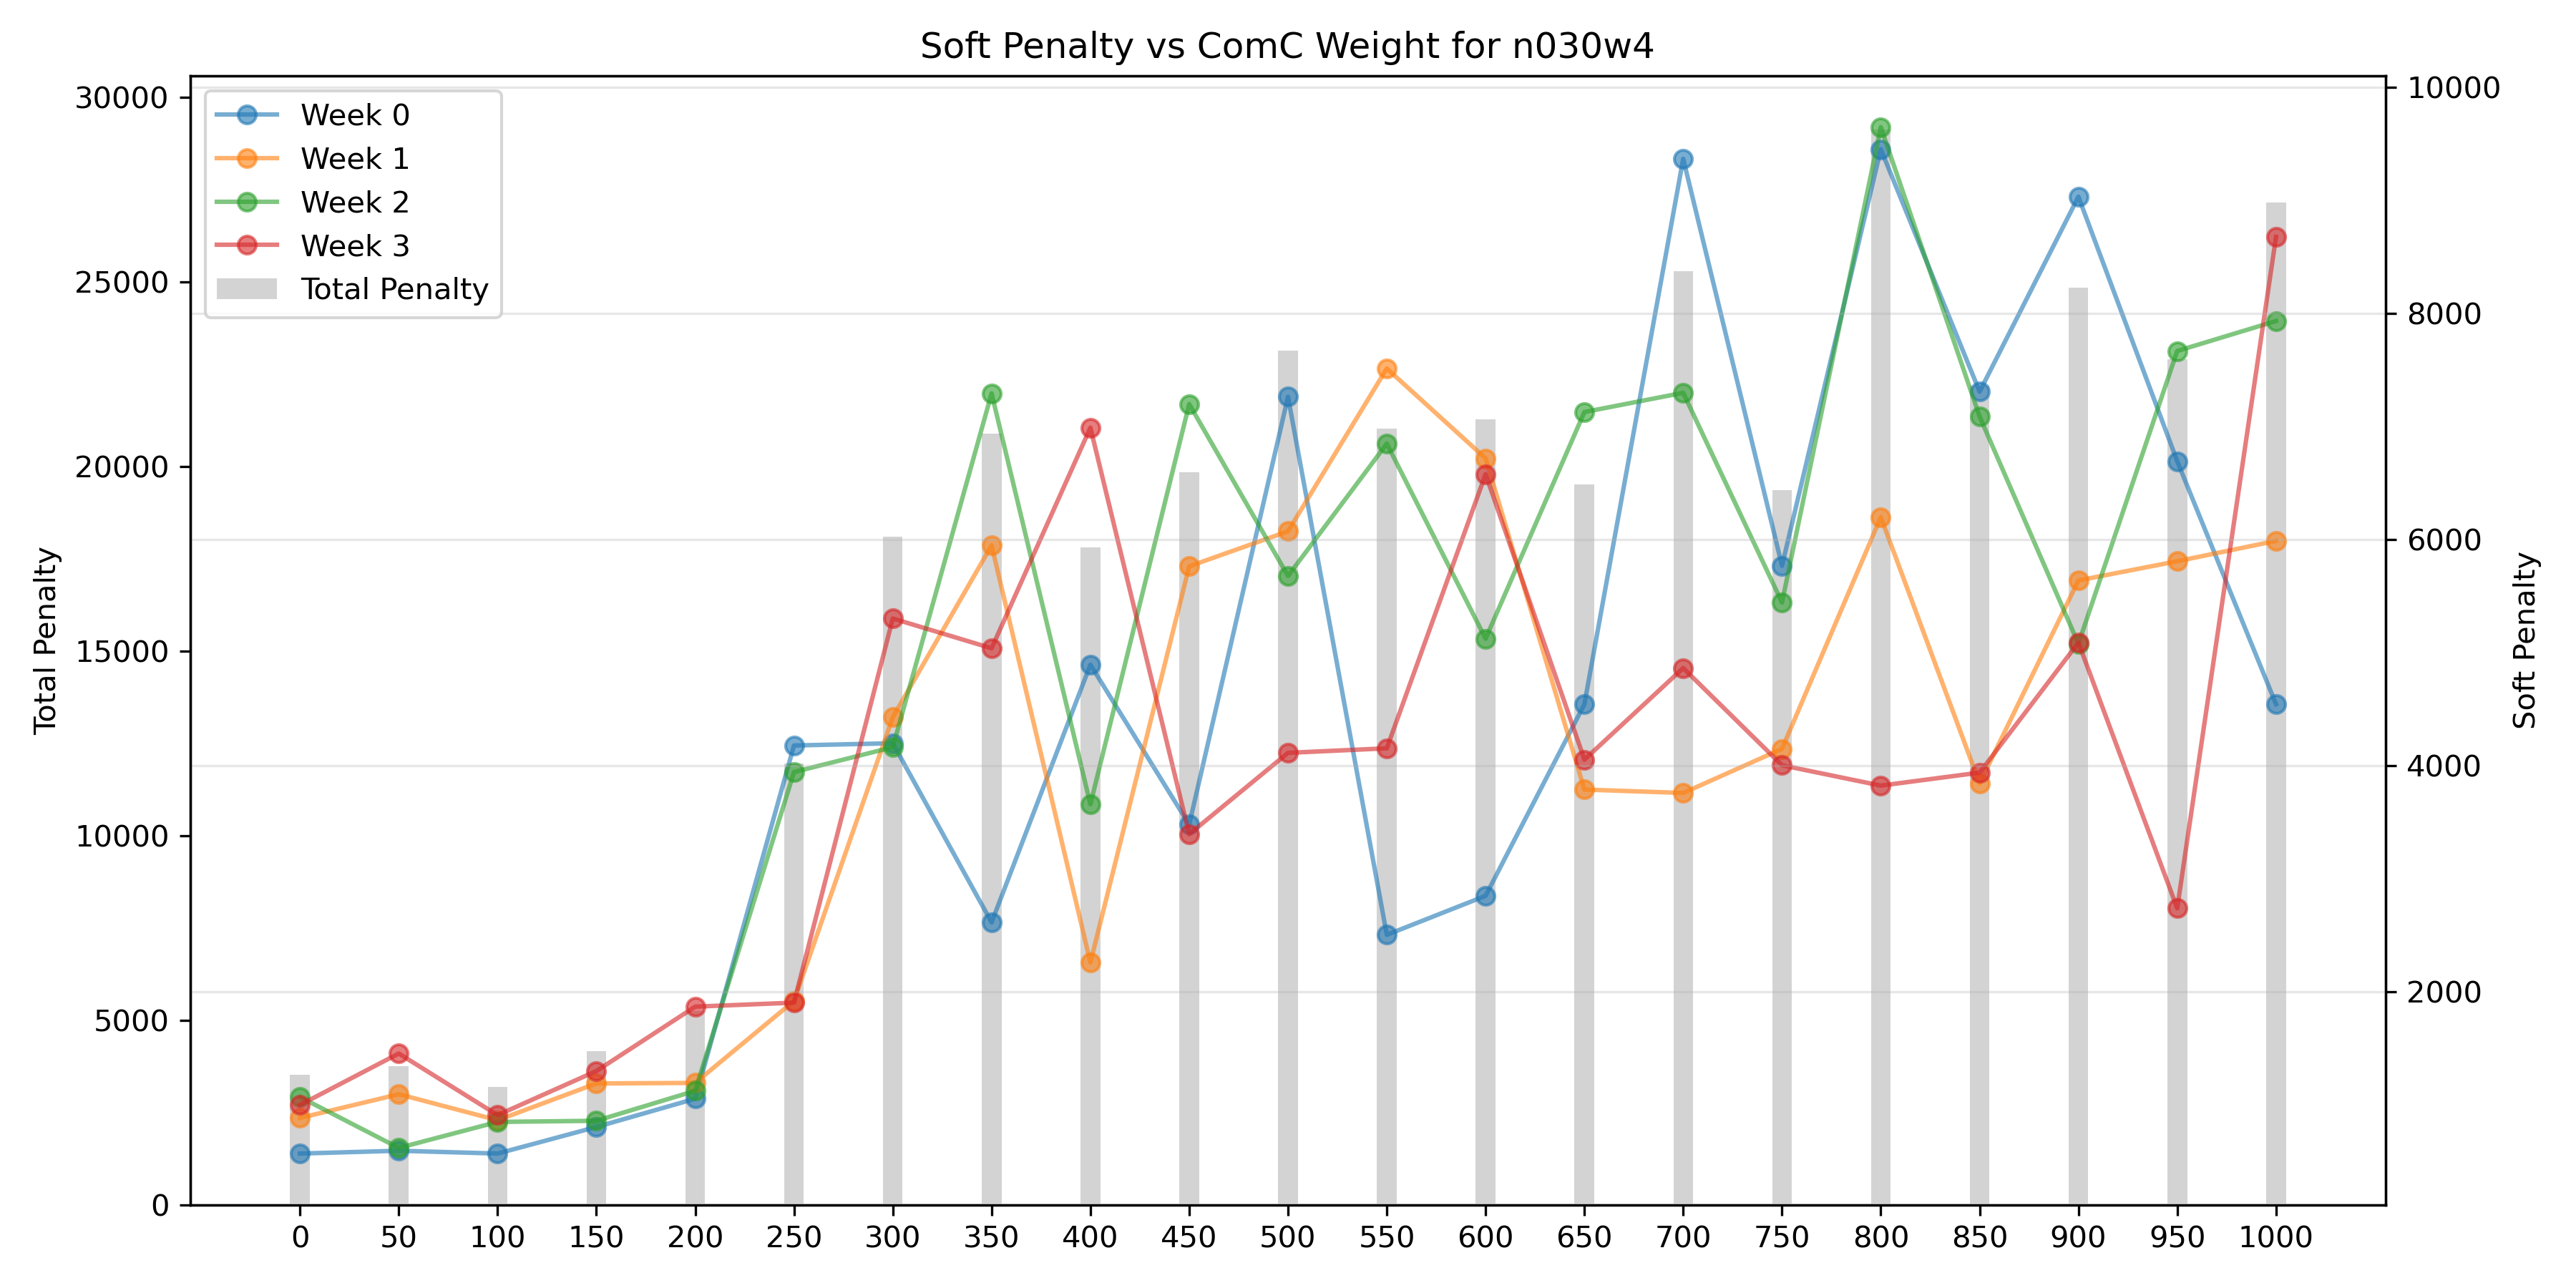 Soft Penalty vs ComC Weight for n030w4
Week 0
Week 1
Week 2
Week 3
Total Penalty
30000
25000
20000
15000
10000
5000
0
Total Penalty
10000
8000
6000
4000
2000
Soft Penalty
0 50 100 150 200 250 300 350 400 450 500 550 600 650 700 750 800 850 900 950 1000